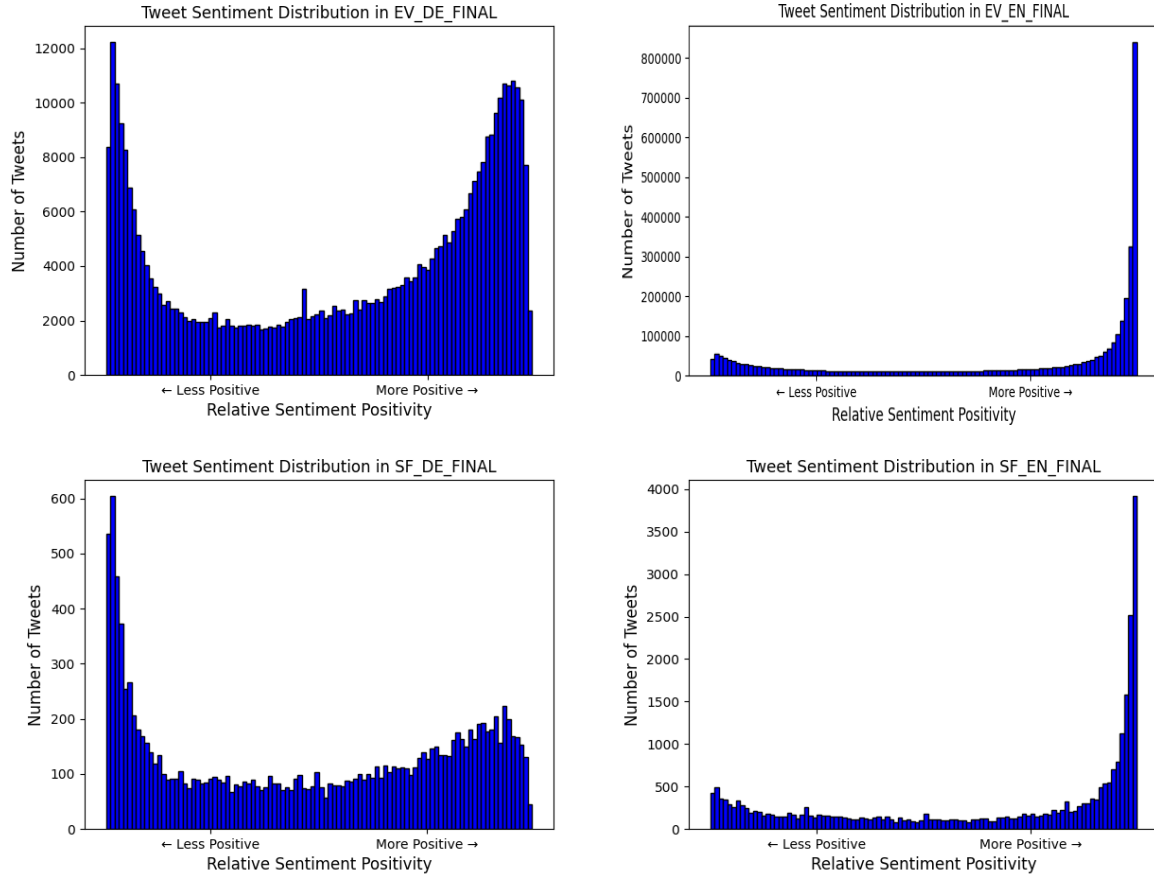 Tweet Sentiment Distribution in EV_DE_FINAL
12000
10000
8000
6000
4000
2000
0
Number of Tweets
← Less Positive
More Positive →
Relative Sentiment Positivity
Tweet Sentiment Distribution in EV_EN_FINAL
800000
700000
600000
500000
400000
300000
200000
100000
0
Number of Tweets
← Less Positive
More Positive →
Relative Sentiment Positivity
Tweet Sentiment Distribution in SF_DE_FINAL
600
500
400
300
200
100
0
Number of Tweets
← Less Positive
More Positive →
Relative Sentiment Positivity
Tweet Sentiment Distribution in SF_EN_FINAL
4000
3500
3000
2500
2000
1500
1000
500
0
Number of Tweets
← Less Positive
More Positive →
Relative Sentiment Positivity